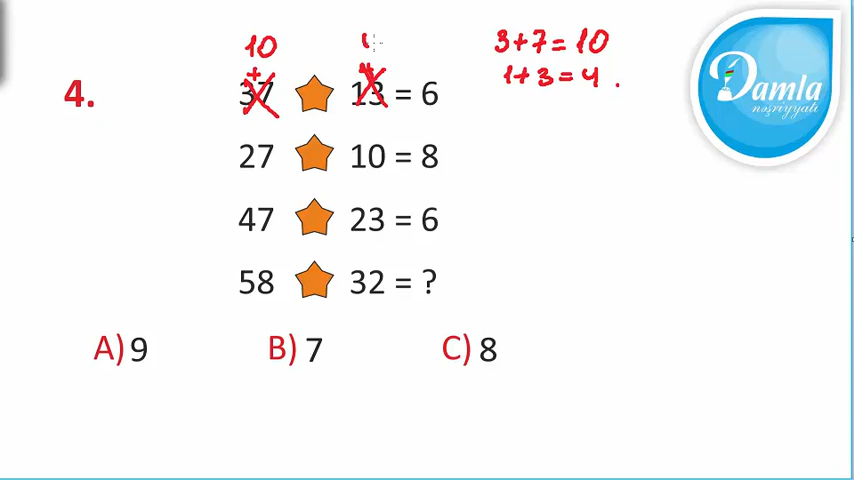 10 3+7=10
+ 1+3=4.
4. 37 13 = 6
27 10 = 8
47 23 = 6
58 32 = ?
A) 9 B) 7 C) 8
Damla
nəşriyyatı